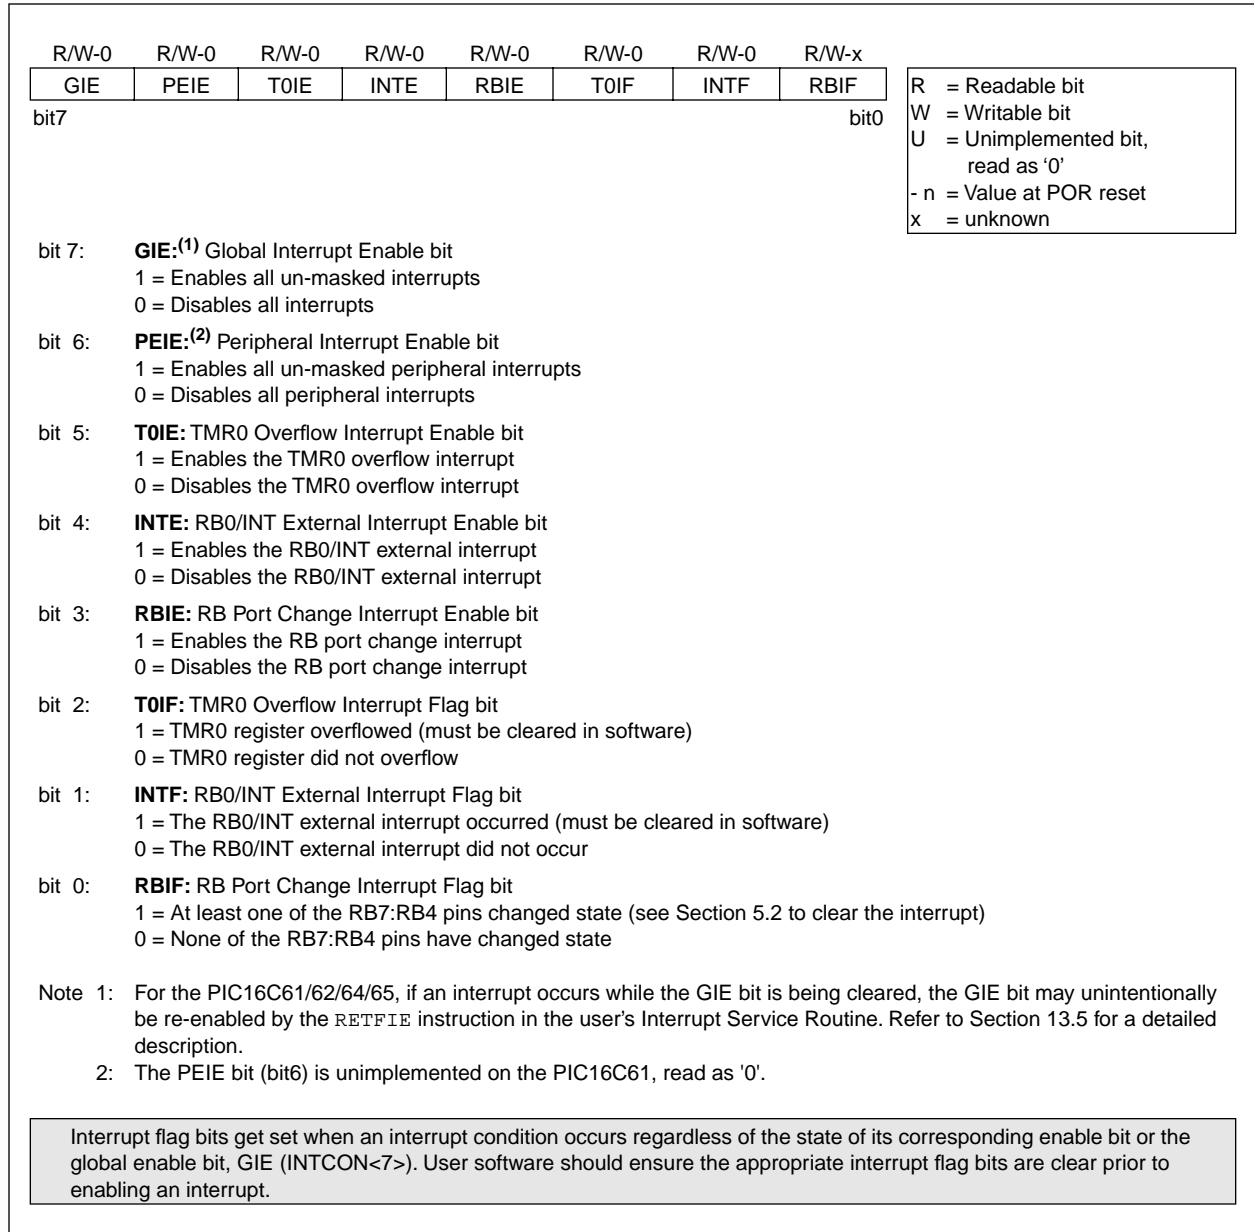 R/W-0 R/W-0 R/W-0 R/W-0 R/W-0 R/W-0 R/W-0 R/W-x
GIE PEIE T0IE INTE RBIE T0IF INTF RBIF
bit7 bit0
R = Readable bit
W = Writable bit
U = Unimplemented bit,
read as ‘0’
- n = Value at POR reset
x = unknown
bit 7: GIE:(1) Global Interrupt Enable bit
1 = Enables all un-masked interrupts
0 = Disables all interrupts
bit 6: PEIE:(2) Peripheral Interrupt Enable bit
1 = Enables all un-masked peripheral interrupts
0 = Disables all peripheral interrupts
bit 5: T0IE: TMR0 Overflow Interrupt Enable bit
1 = Enables the TMR0 overflow interrupt
0 = Disables the TMR0 overflow interrupt
bit 4: INTE: RB0/INT External Interrupt Enable bit
1 = Enables the RB0/INT external interrupt
0 = Disables the RB0/INT external interrupt
bit 3: RBIE: RB Port Change Interrupt Enable bit
1 = Enables the RB port change interrupt
0 = Disables the RB port change interrupt
bit 2: T0IF: TMR0 Overflow Interrupt Flag bit
1 = TMR0 register overflowed (must be cleared in software)
0 = TMR0 register did not overflow
bit 1: INTF: RB0/INT External Interrupt Flag bit
1 = The RB0/INT external interrupt occurred (must be cleared in software)
0 = The RB0/INT external interrupt did not occur
bit 0: RBIF: RB Port Change Interrupt Flag bit
1 = At least one of the RB7:RB4 pins changed state (see Section 5.2 to clear the interrupt)
0 = None of the RB7:RB4 pins have changed state
Note 1: For the PIC16C61/62/64/65, if an interrupt occurs while the GIE bit is being cleared, the GIE bit may unintentionally
be re-enabled by the RETFIE instruction in the user's Interrupt Service Routine. Refer to Section 13.5 for a detailed
description.
2: The PEIE bit (bit6) is unimplemented on the PIC16C61, read as '0'.
Interrupt flag bits get set when an interrupt condition occurs regardless of the state of its corresponding enable bit or the
global enable bit, GIE (INTCON<7>). User software should ensure the appropriate interrupt flag bits are clear prior to
enabling an interrupt.